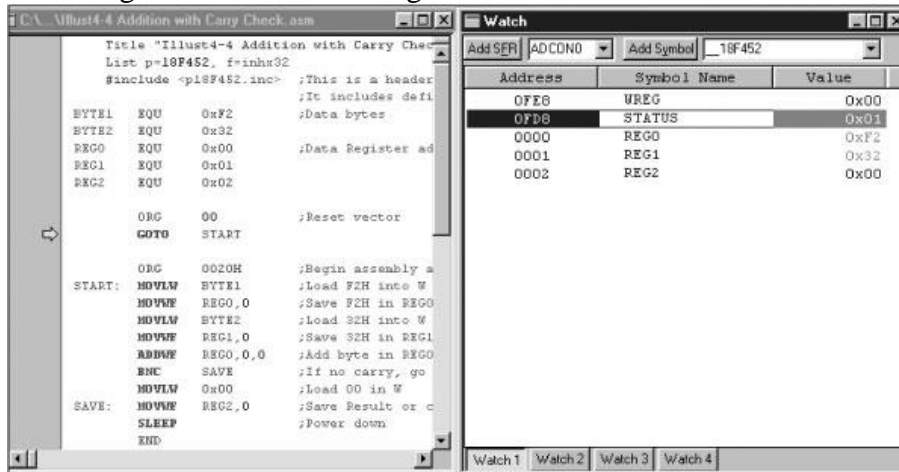 C:\...\Illust4-4 Addition with Carry Check.asm
Title "Illust4-4 Addition with Carry Chec
List p=18F452, f=inhx32
#include <p18F452.inc> ;This is a header
;It includes defi
BYTE1 EQU 0xF2 ;Data bytes
BYTE2 EQU 0x32
REG0 EQU 0x00 ;Data Register ad
REG1 EQU 0x01
REG2 EQU 0x02
ORG 00 ;Reset vector
GOTO START
ORG 0020H ;Begin assembly a
START: MOVLW BYTE1 ;Load F2H into W
MOVWF REG0,0 ;Save F2H in REG0
MOVLW BYTE2 ;Load 32H into W
MOVWF REG1,0 ;Save 32H in REG1
ADDWF REG0,0,0 ;Add byte in REG0
BNC SAVE ;If no carry, go
MOVLW 0x00 ;Load 00 in W
SAVE: MOVWF REG2,0 ;Save Result or c
SLEEP ;Power down
END
Watch
Add SFR ADCON0 Add Symbol __18F452
Address Symbol Name Value
0FE8 WREG 0x00
0FD8 STATUS 0x01
0000 REG0 0xF2
0001 REG1 0x32
0002 REG2 0x00
Watch 1 Watch 2 Watch 3 Watch 4